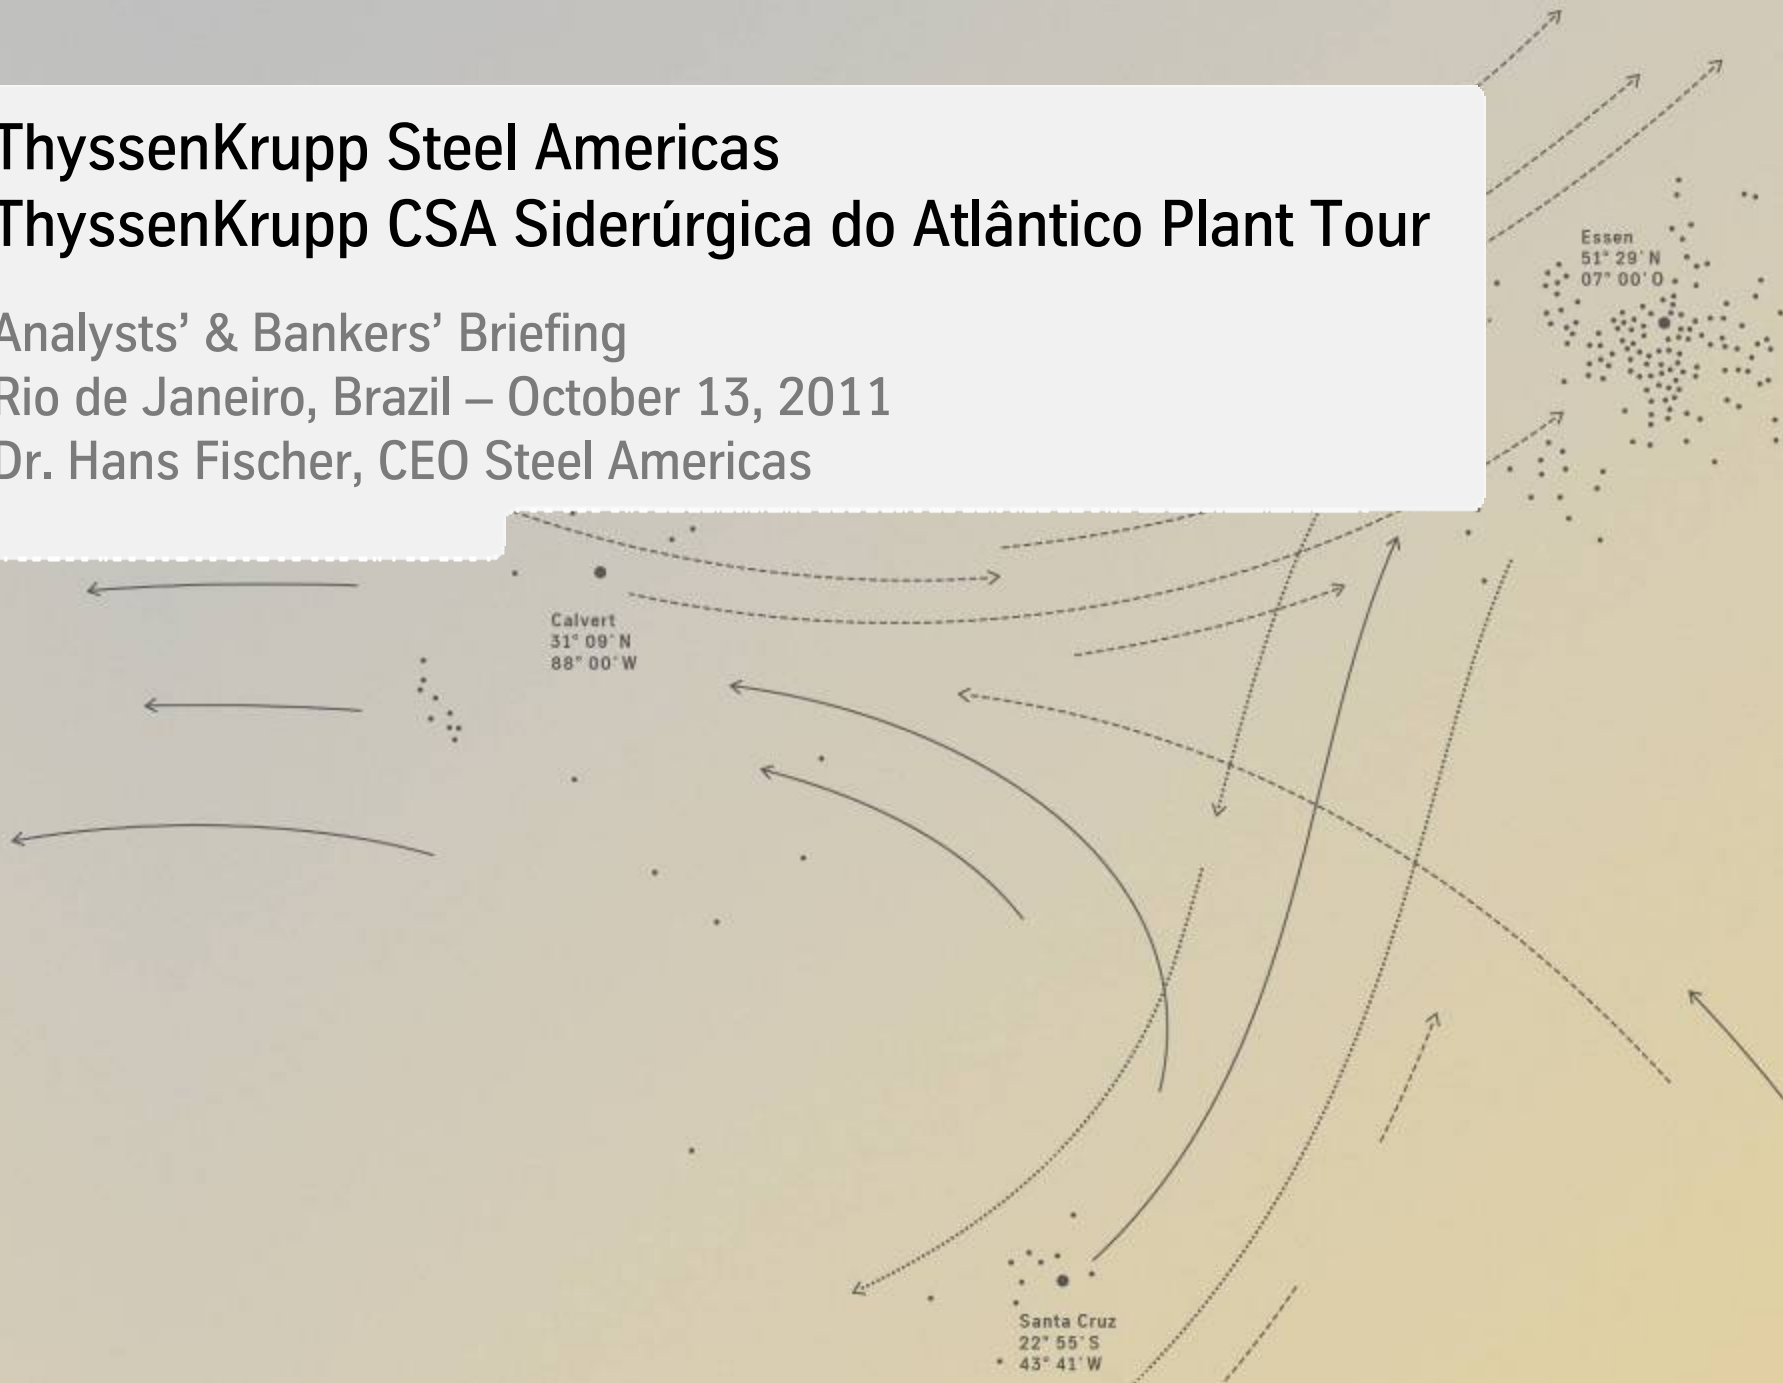 ThyssenKrupp Steel Americas
ThyssenKrupp CSA Siderúrgica do Atlântico Plant Tour
Analysts’ & Bankers’ Briefing
Rio de Janeiro, Brazil – October 13, 2011
Dr. Hans Fischer, CEO Steel Americas
Essen
51° 29' N
07° 00' O
Calvert
31° 09' N
88° 00' W
Santa Cruz
22° 55' S
43° 41' W